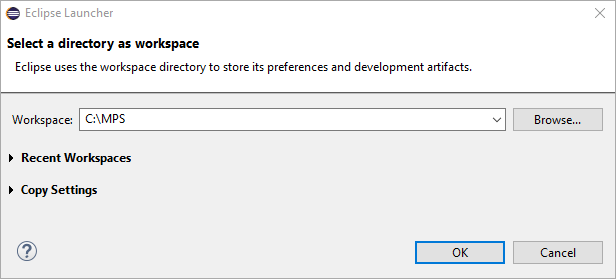 Eclipse Launcher
Select a directory as workspace
Eclipse uses the workspace directory to store its preferences and development artifacts.
Workspace: C:\MPS Browse...
Recent Workspaces
Copy Settings
? OK Cancel